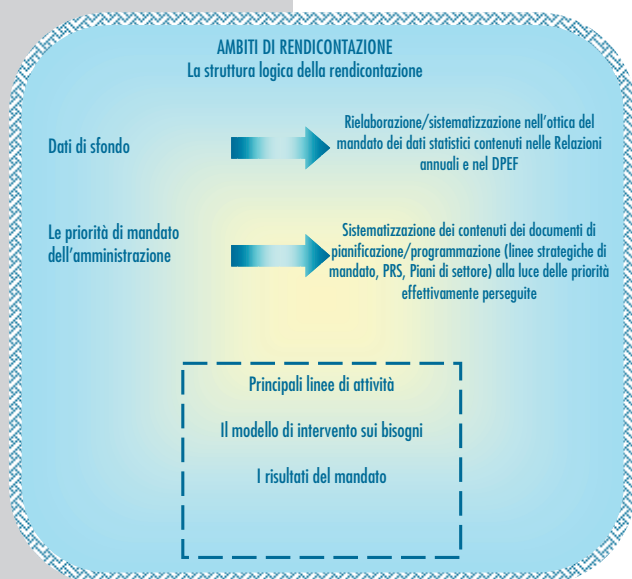 AMBITI DI RENDICONTAZIONE
La struttura logica della rendicontazione
Dati di sfondo
Rielaborazione/sistematizzazione nell'ottica del
mandato dei dati statistici contenuti nelle Relazioni
annuali e nel DPEF
Le priorità di mandato
dell'amministrazione
Sistematizzazione dei contenuti dei documenti di
pianificazione/programmazione (linee strategiche di
mandato, PRS, Piani di settore) alla luce delle priorità
effettivamente perseguite
Principali linee di attività
Il modello di intervento sui bisogni
I risultati del mandato